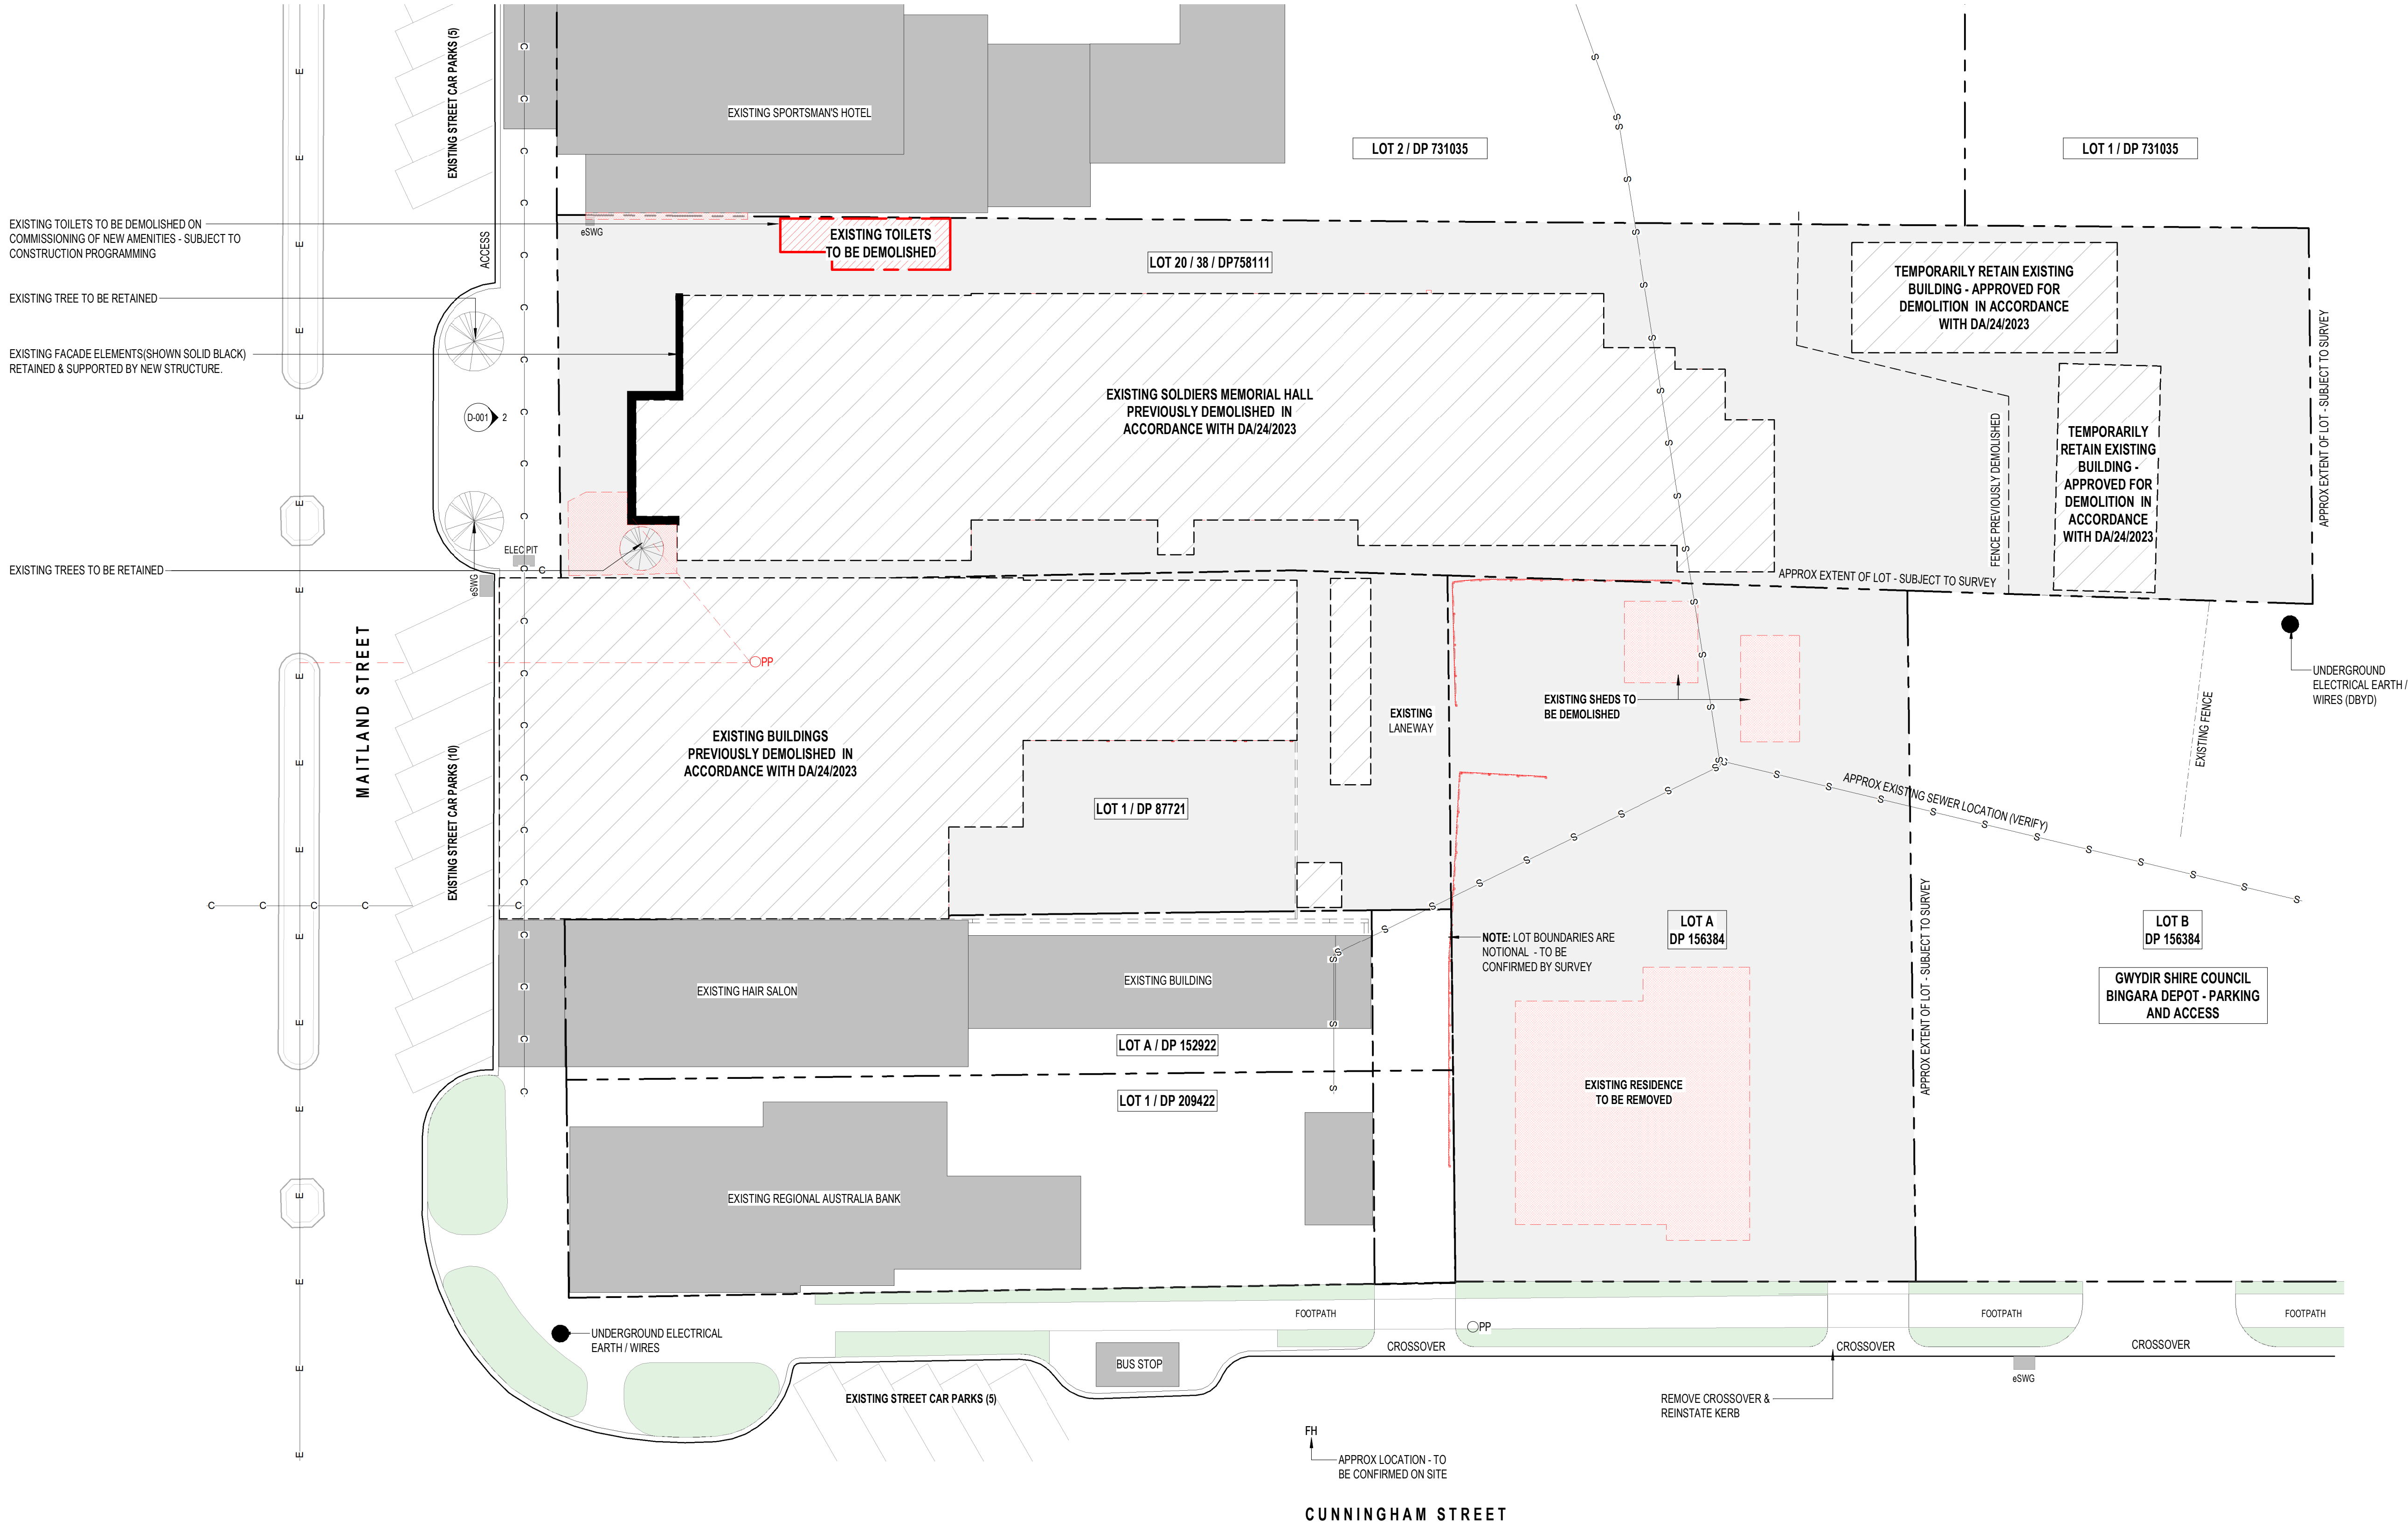 EXISTING STREET CAR PARKS (5)
EXISTING SPORTSMAN'S HOTEL
LOT 2 / DP 731035
LOT 1 / DP 731035
EXISTING TOILETS TO BE DEMOLISHED ON
COMMISSIONING OF NEW AMENITIES - SUBJECT TO
CONSTRUCTION PROGRAMMING
ACCESS
eSWG
EXISTING TOILETS
TO BE DEMOLISHED
LOT 20 / 38 / DP758111
TEMPORARILY RETAIN EXISTING
BUILDING - APPROVED FOR
DEMOLITION IN ACCORDANCE
WITH DA/24/2023
EXISTING TREE TO BE RETAINED
EXISTING FACADE ELEMENTS(SHOWN SOLID BLACK)
RETAINED & SUPPORTED BY NEW STRUCTURE.
D-001
2
EXISTING SOLDIERS MEMORIAL HALL
PREVIOUSLY DEMOLISHED IN
ACCORDANCE WITH DA/24/2023
FENCE PREVIOUSLY DEMOLISHED
TEMPORARILY
RETAIN EXISTING
BUILDING -
APPROVED FOR
DEMOLITION IN
ACCORDANCE
WITH DA/24/2023
APPROX EXTENT OF LOT - SUBJECT TO SURVEY
ELEC PIT
eSWG
EXISTING TREES TO BE RETAINED
APPROX EXTENT OF LOT - SUBJECT TO SURVEY
MAITLAND STREET
PP
EXISTING STREET CAR PARKS (10)
EXISTING BUILDINGS
PREVIOUSLY DEMOLISHED IN
ACCORDANCE WITH DA/24/2023
LOT 1 / DP 87721
EXISTING
LANEWAY
EXISTING SHEDS TO
BE DEMOLISHED
UNDERGROUND
ELECTRICAL EARTH /
WIRES (DBYD)
EXISTING FENCE
APPROX EXISTING SEWER LOCATION (VERIFY)
C C C C C
EXISTING HAIR SALON
EXISTING BUILDING
LOT A / DP 152922
LOT 1 / DP 209422
NOTE: LOT BOUNDARIES ARE
NOTIONAL - TO BE
CONFIRMED BY SURVEY
LOT A
DP 156384
APPROX EXTENT OF LOT - SUBJECT TO SURVEY
LOT B
DP 156384
GWYDIR SHIRE COUNCIL
BINGARA DEPOT - PARKING
AND ACCESS
EXISTING RESIDENCE
TO BE REMOVED
EXISTING REGIONAL AUSTRALIA BANK
UNDERGROUND ELECTRICAL
EARTH / WIRES
FOOTPATH
PP
FOOTPATH
FOOTPATH
CROSSOVER
CROSSOVER
CROSSOVER
BUS STOP
eSWG
EXISTING STREET CAR PARKS (5)
REMOVE CROSSOVER &
REINSTATE KERB
FH
APPROX LOCATION - TO
BE CONFIRMED ON SITE
CUNNINGHAM STREET